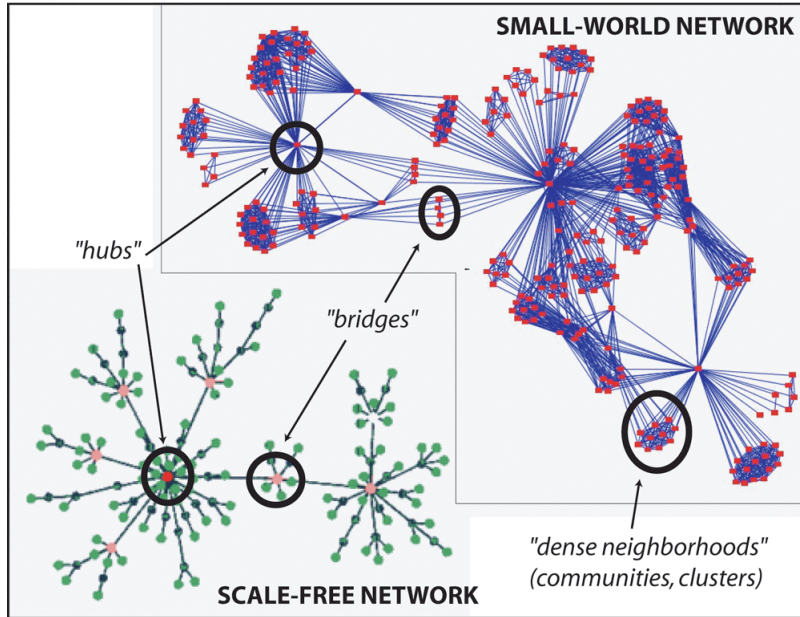 SMALL-WORLD NETWORK
"hubs"
"bridges"
"dense neighborhoods"
(communities, clusters)
SCALE-FREE NETWORK